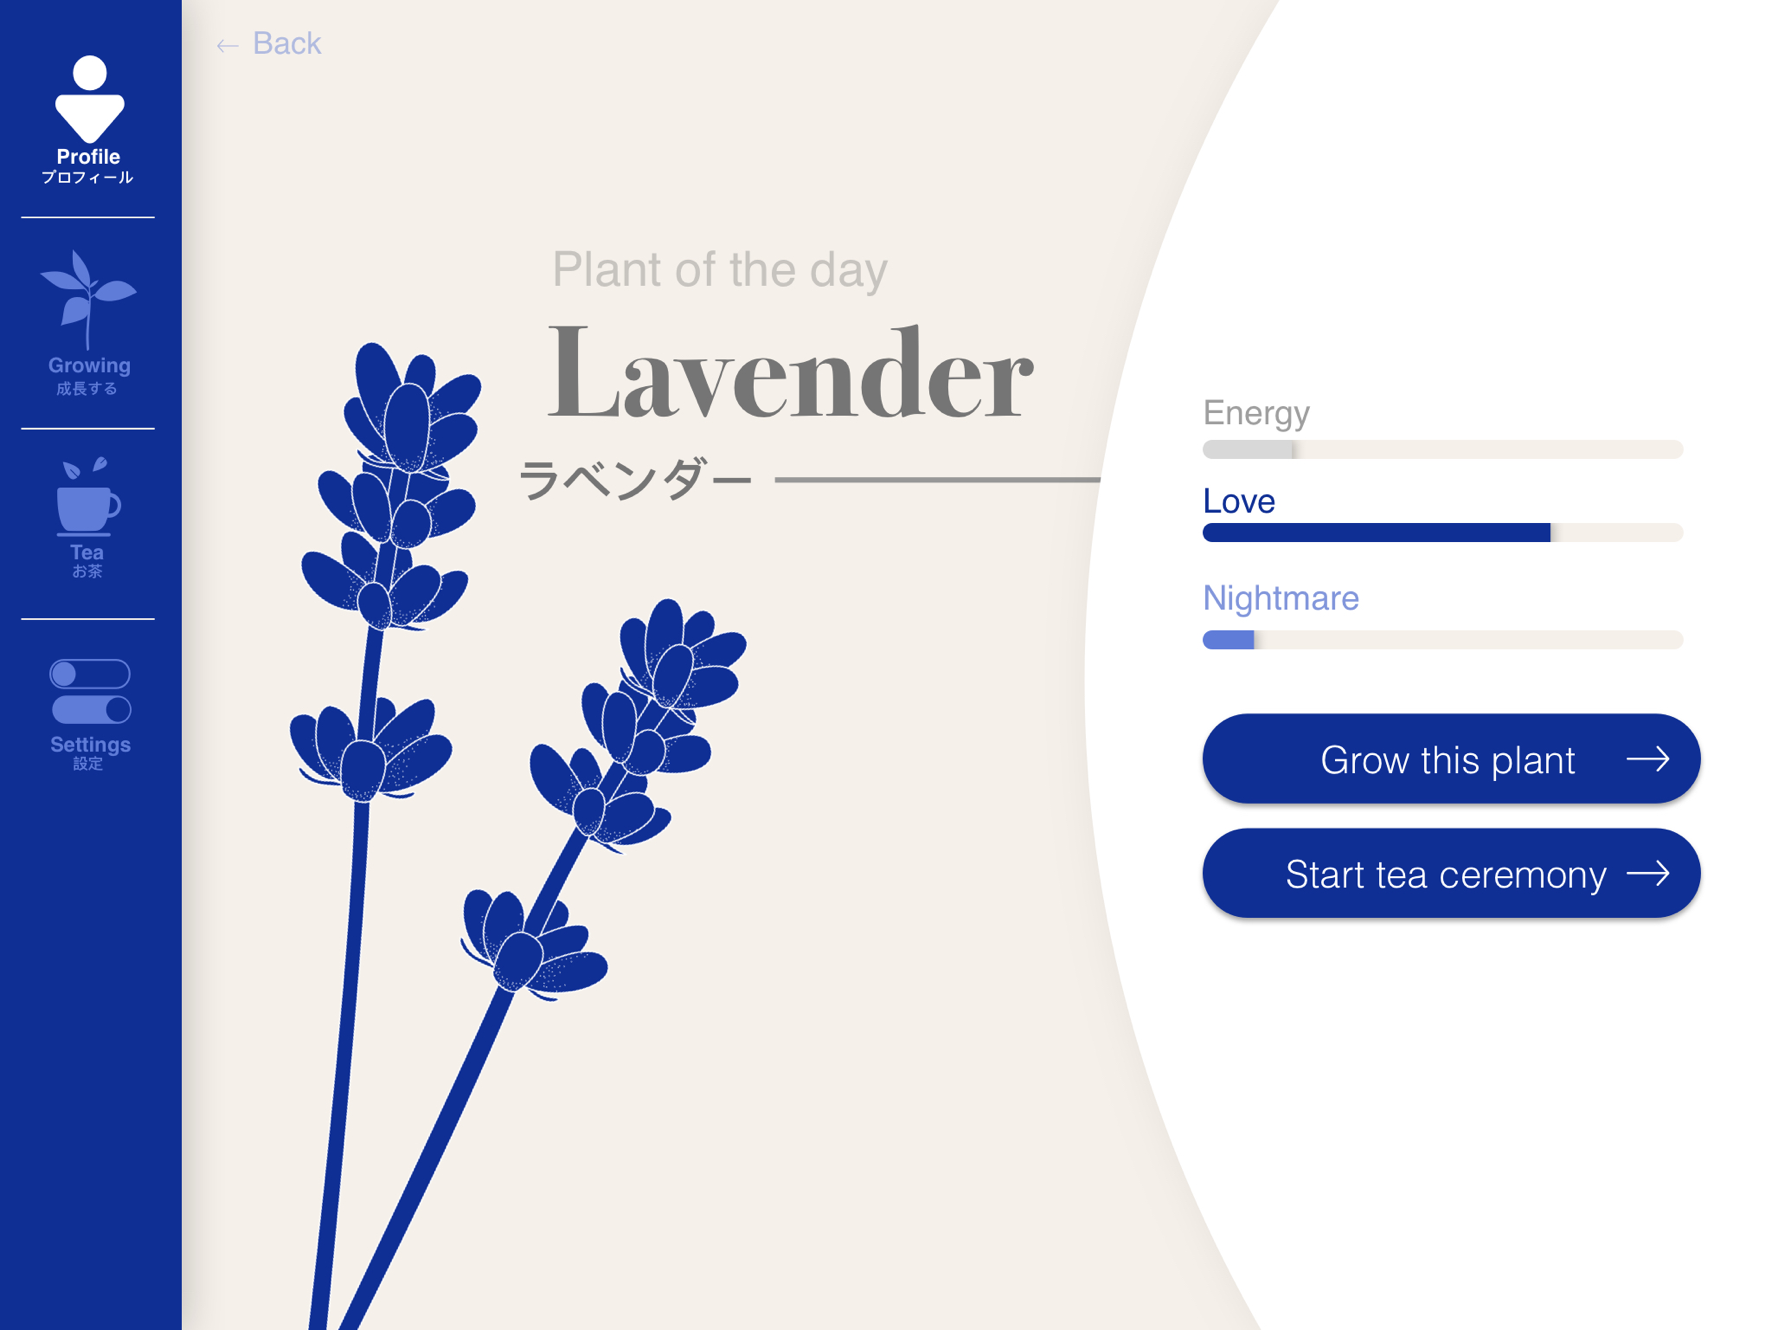 ← Back
Profile
プロフィール
Growing
成長する
Tea
お茶
Settings
設定
Plant of the day
Lavender
ラベンダー
Energy
Love
Nightmare
Grow this plant →
Start tea ceremony →